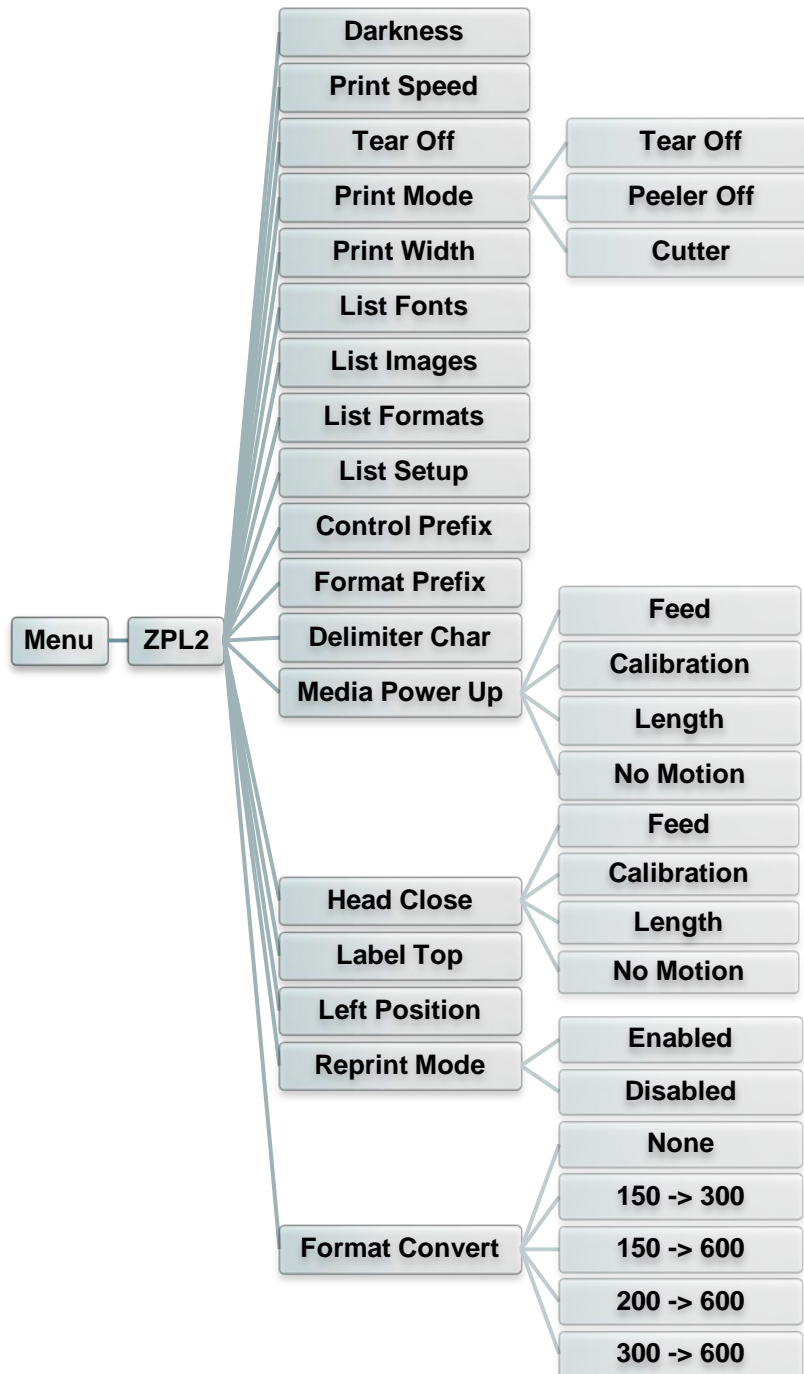 Darkness
Print Speed
Tear Off
Tear Off
Print Mode
Peeler Off
Print Width
Cutter
List Fonts
List Images
List Formats
List Setup
Control Prefix
Format Prefix
Feed
Menu
ZPL2
Delimiter Char
Calibration
Media Power Up
Length
No Motion
Feed
Calibration
Head Close
Length
Label Top
No Motion
Left Position
Enabled
Reprint Mode
Disabled
None
150 -> 300
Format Convert
150 -> 600
200 -> 600
300 -> 600